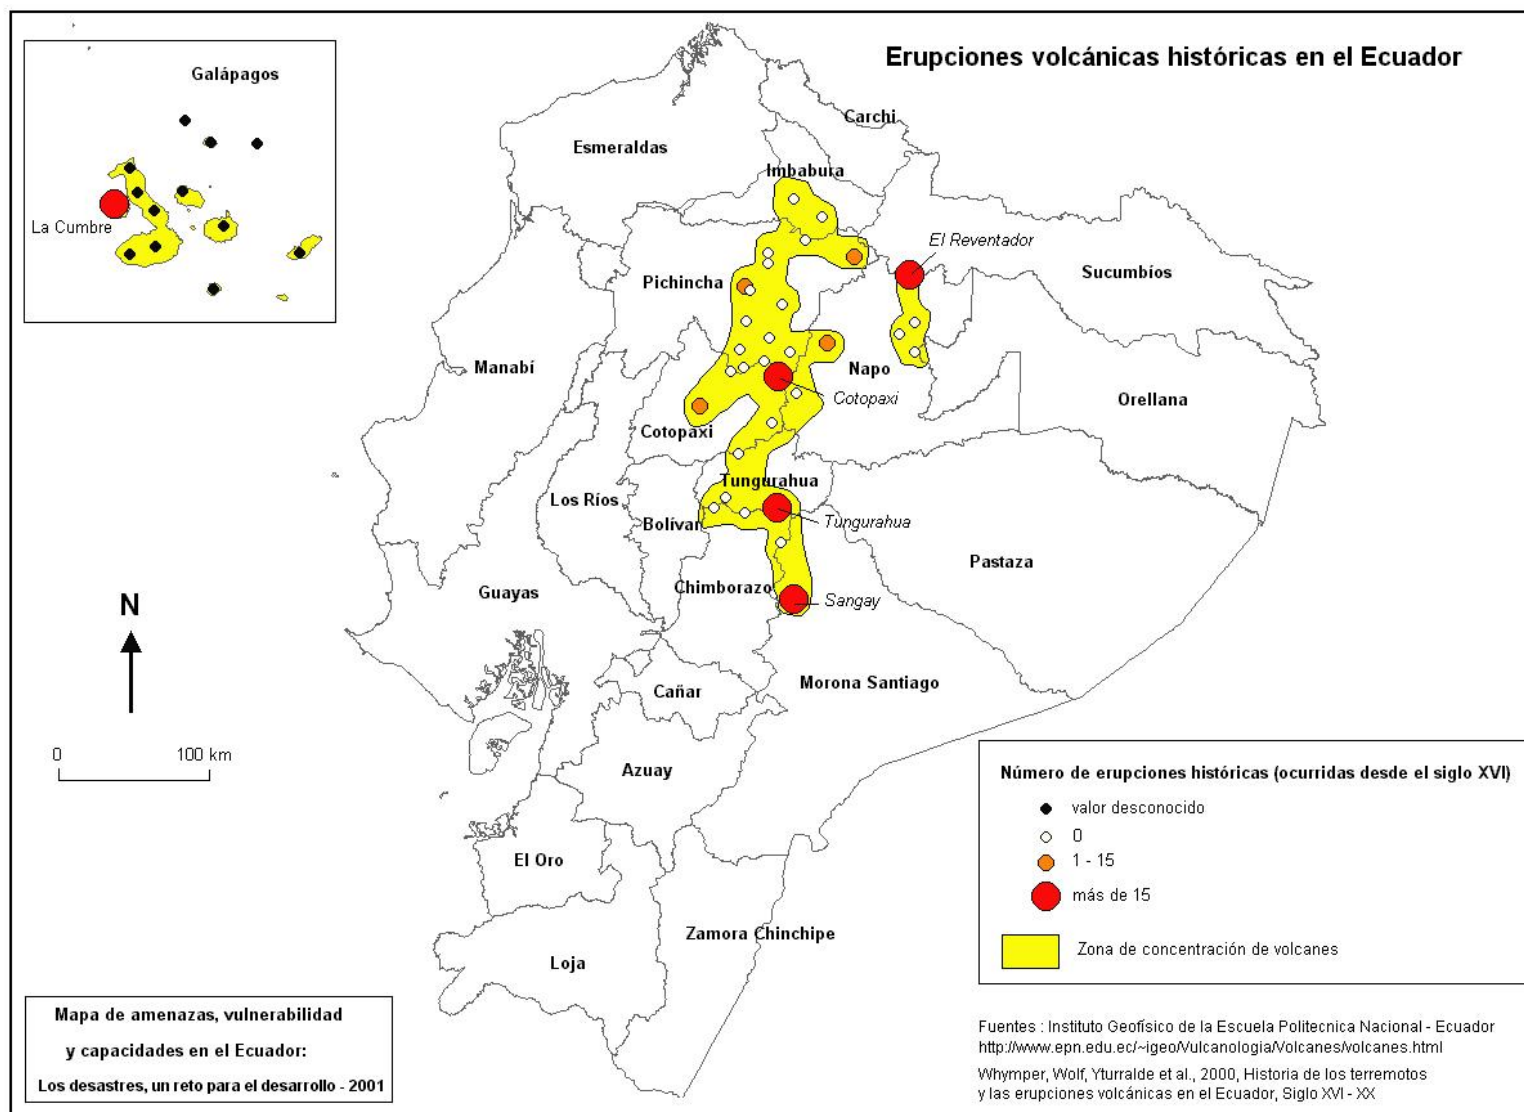 Erupciones volcánicas históricas en el Ecuador
Galápagos
La Cumbre
Carchi
Esmeraldas
Imbabura
El Reventador
Sucumbíos
Pichincha
Manabí
Napo
Orellana
Cotopaxi
Cotopaxi
Tungurahua
Los Ríos
Bolívar
Tungurahua
Pastaza
Chimborazo
Guayas
Sangay
N
Cañar
Morona Santiago
0 100 km
Azuay
El Oro
Zamora Chinchipe
Loja
Número de erupciones históricas (ocurridas desde el siglo XVI)
valor desconocido
0
1 - 15
más de 15
Zona de concentración de volcanes
Mapa de amenazas, vulnerabilidad
y capacidades en el Ecuador:
Los desastres, un reto para el desarrollo - 2001
Fuentes : Instituto Geofísico de la Escuela Politecnica Nacional - Ecuador
http://www.epn.edu.ec/~igeo/Vulcanologia/Volcanes/volcanes.html
Whymper, Wolf, Yturralde et al., 2000, Historia de los terremotos
y las erupciones volcánicas en el Ecuador, Siglo XVI - XX